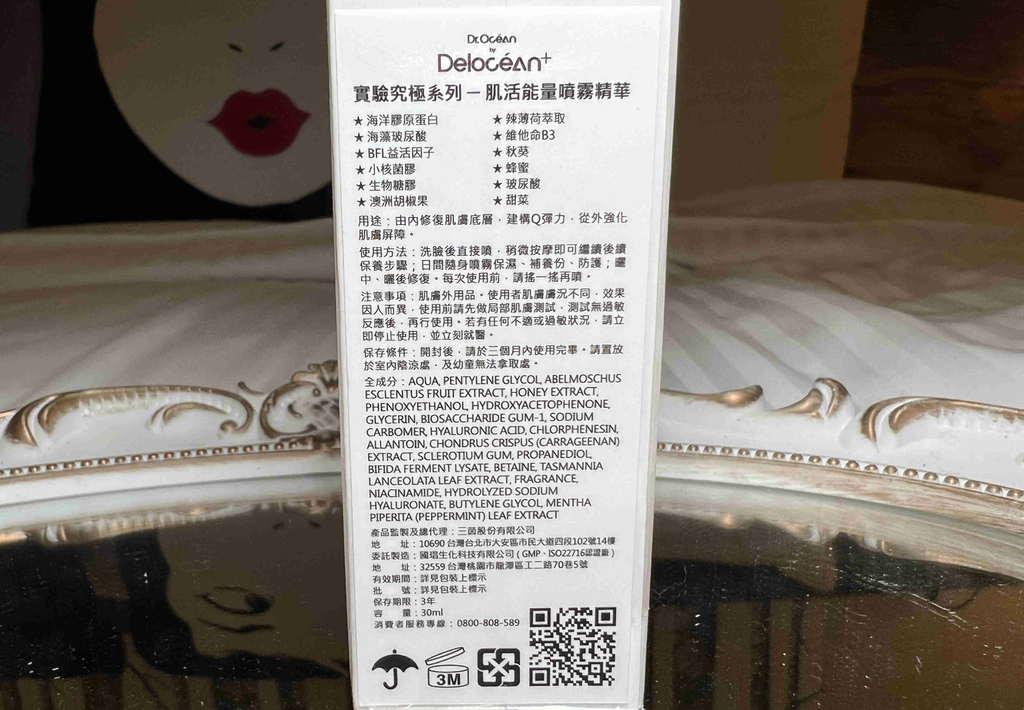 Dr.Océan
by
Delocéan+
實驗究極系列－肌活能量噴霧精華
★ 海洋膠原蛋白
★ 海藻玻尿酸
★ BFL益活因子
★ 小核菌膠
★ 生物糖膠
★ 澳洲胡椒果
★ 辣薄荷萃取
★ 維他命B3
★ 秋葵
★ 蜂蜜
★ 玻尿酸
★ 甜菜
用途：由內修復肌膚底層，建構Q彈力，從外強化
肌膚屏障。
使用方法：洗臉後直接噴，稍微按摩即可繼續後續
保養步驟；日間隨身噴霧保濕、補養份、防護；曬
中、曬後修復。每次使用前，請搖一搖再噴。
注意事項：肌膚外用品。使用者肌膚膚況不同，效果
因人而異，使用前請先做局部肌膚測試，測試無過敏
反應後，再行使用。若有任何不適或過敏狀況，請立
即停止使用，並立刻就醫。
保存條件：開封後，請於三個月內使用完畢。請置放
於室內陰涼處，及幼童無法拿取處。
全成分：AQUA, PENTYLENE GLYCOL, ABELMOSCHUS
ESCLENTUS FRUIT EXTRACT, HONEY EXTRACT,
PHENOXYETHANOL, HYDROXYACETOPHENONE,
GLYCERIN, BIOSACCHARIDE GUM-1, SODIUM
CARBOMER, HYALURONIC ACID, CHLORPHENESIN,
ALLANTOIN, CHONDRUS CRISPUS (CARRAGEENAN)
EXTRACT, SCLEROTIUM GUM, PROPANEDIOL,
BIFIDA FERMENT LYSATE, BETAINE, TASMANNIA
LANCEOLATA LEAF EXTRACT, FRAGRANCE,
NIACINAMIDE, HYDROLYZED SODIUM
HYALURONATE, BUTYLENE GLYCOL, MENTHA
PIPERITA (PEPPERMINT) LEAF EXTRACT
產品監製及總代理：三茵股份有限公司
地 址：10690 台灣台北市大安區市民大道四段102號14樓
委託製造：國瑥生化科技有限公司 ( GMP、ISO22716認證廠 )
地 址：32559 台灣桃園市龍潭區工二路70巷5號
有效期間：詳見包裝上標示
批 號：詳見包裝上標示
保存期限：3年
容 量：30ml
消費者服務專線：0800-808-589
3M